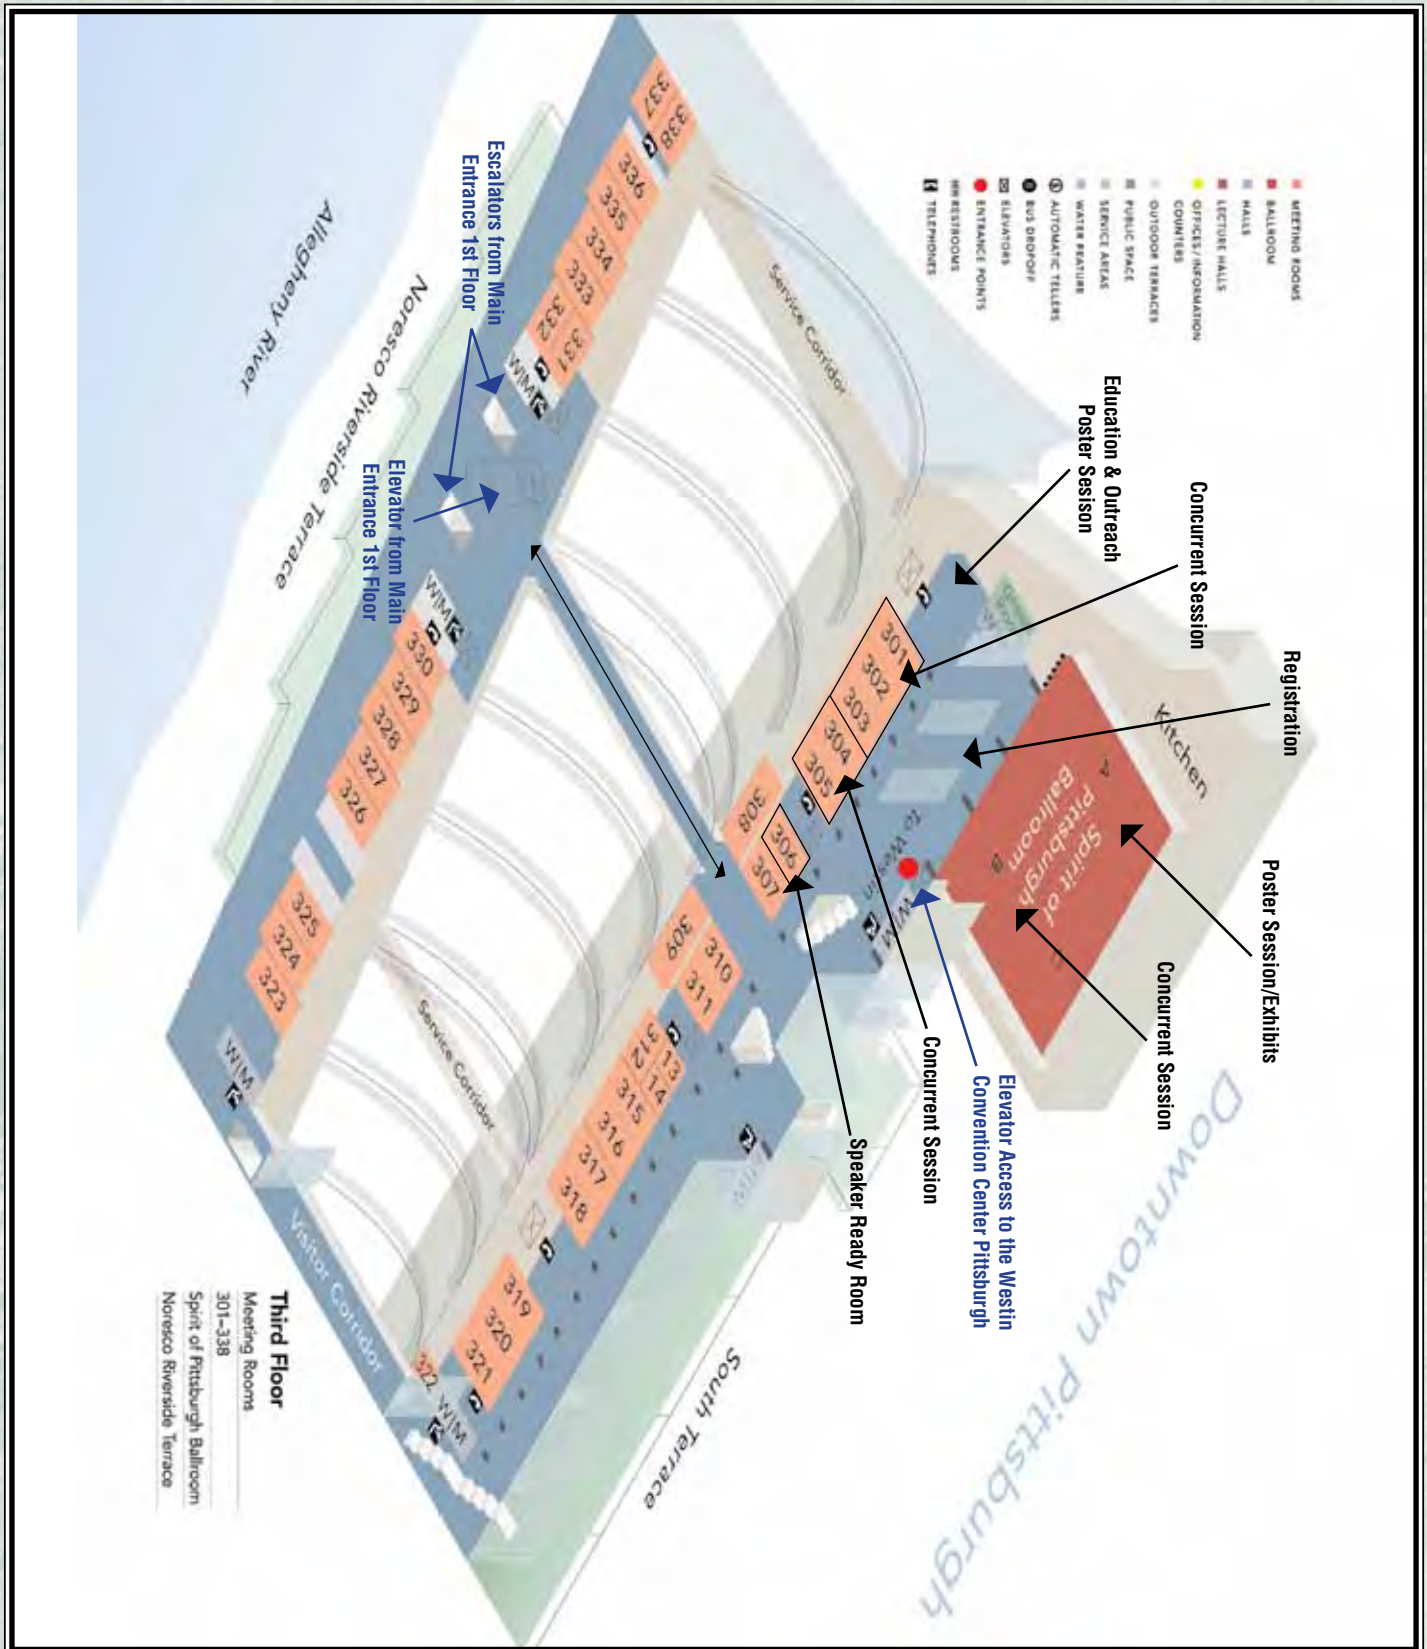 MEETING ROOMS
BALLROOM
HALLS
LECTURE HALLS
OFFICES / INFORMATION
COUNTERS
OUTDOOR TERRACES
PUBLIC SPACE
SERVICE AREAS
WATER FEATURE
AUTOMATIC TELLERS
BUS DROPOFF
ELEVATORS
ENTRANCE POINTS
RESTROOMS
TELEPHONES
Registration
Poster Session/Exhibits
Concurrent Session
Concurrent Session
Education & Outreach
Poster Sesison
Kitchen
A
Spirit of
Pittsburgh
Ballroom
B
Downtown Pittsburgh
Elevator Access to the Westin
Convention Center Pittsburgh
Concurrent Session
Speaker Ready Room
To Westin
W/M
301
302
303
304
305
306
307
308
309
310
311
312
13
14
315
316
317
318
319
320
321
322
W/M
South Terrace
Service Corridor
Service Corridor
337
338
336
335
334
333
332
331
W/M
Escalators from Main
Entrance 1st Floor
Elevator from Main
Entrance 1st Floor
W/M
330
329
328
327
326
325
324
323
W/M
Visitor Corridor
Noresco Riverside Terrace
Allegheny River
Third Floor
Meeting Rooms
301–338
Spirit of Pittsburgh Ballroom
Noresco Riverside Terrace